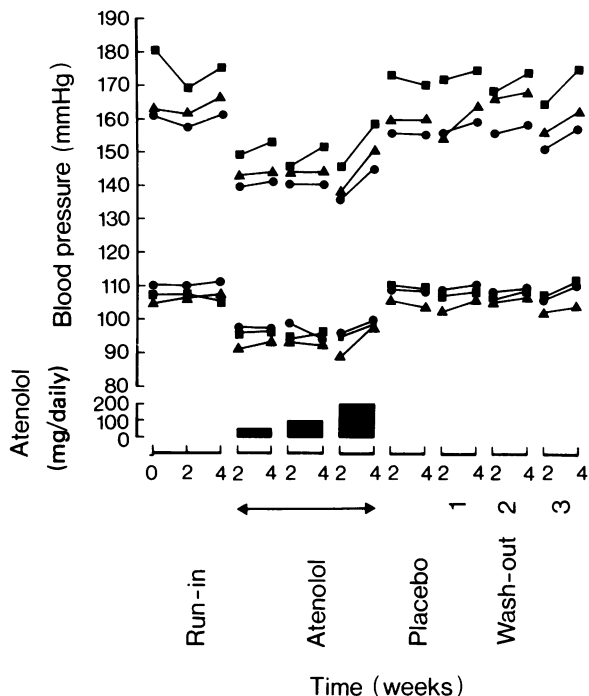 190
180
170
160
150
140
130
120
110
100
90
80
Blood pressure (mmHg)
200
100
0
Atenolol
(mg/daily)
0 2 4 2 4 2 4 2 4 2 4 2 4 2 4 2 4
1 2 3
Run-in Atenolol Placebo Wash-out
Time (weeks)